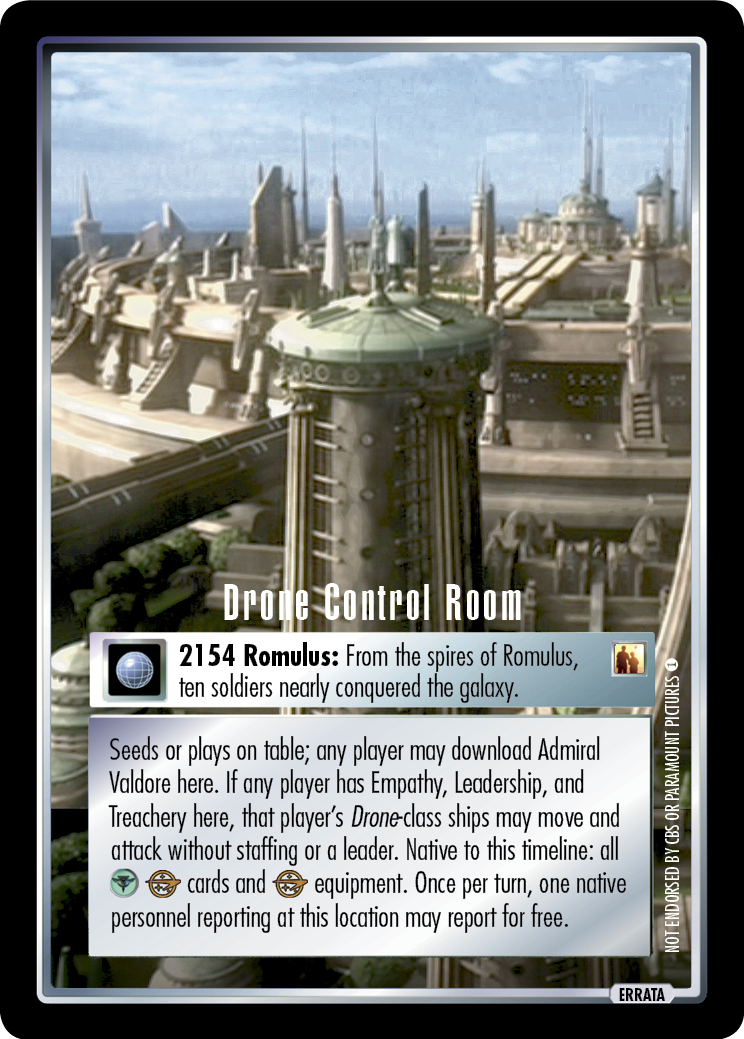 Drone Control Room
2154 Romulus: From the spires of Romulus,
ten soldiers nearly conquered the galaxy.
Seeds or plays on table; any player may download Admiral
Valdore here. If any player has Empathy, Leadership, and
Treachery here, that player's Drone-class ships may move and
attack without staffing or a leader. Native to this timeline: all
cards and equipment. Once per turn, one native
personnel reporting at this location may report for free.
NOT ENDORSED BY CBS OR PARAMOUNT PICTURES 1
ERRATA